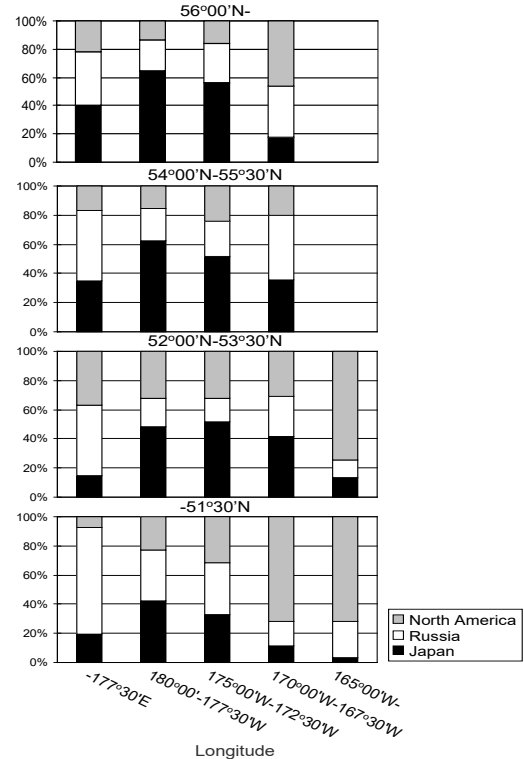 56°00'N-
100%
80%
60%
40%
20%
0%
54°00'N-55°30'N
100%
80%
60%
40%
20%
0%
52°00'N-53°30'N
100%
80%
60%
40%
20%
0%
-51°30'N
100%
80%
60%
40%
20%
0%
-177°30'E
180°00'-177°30'W
175°00'W-172°30'W
170°00'W-167°30'W
165°00'W-
North America
Russia
Japan
Longitude